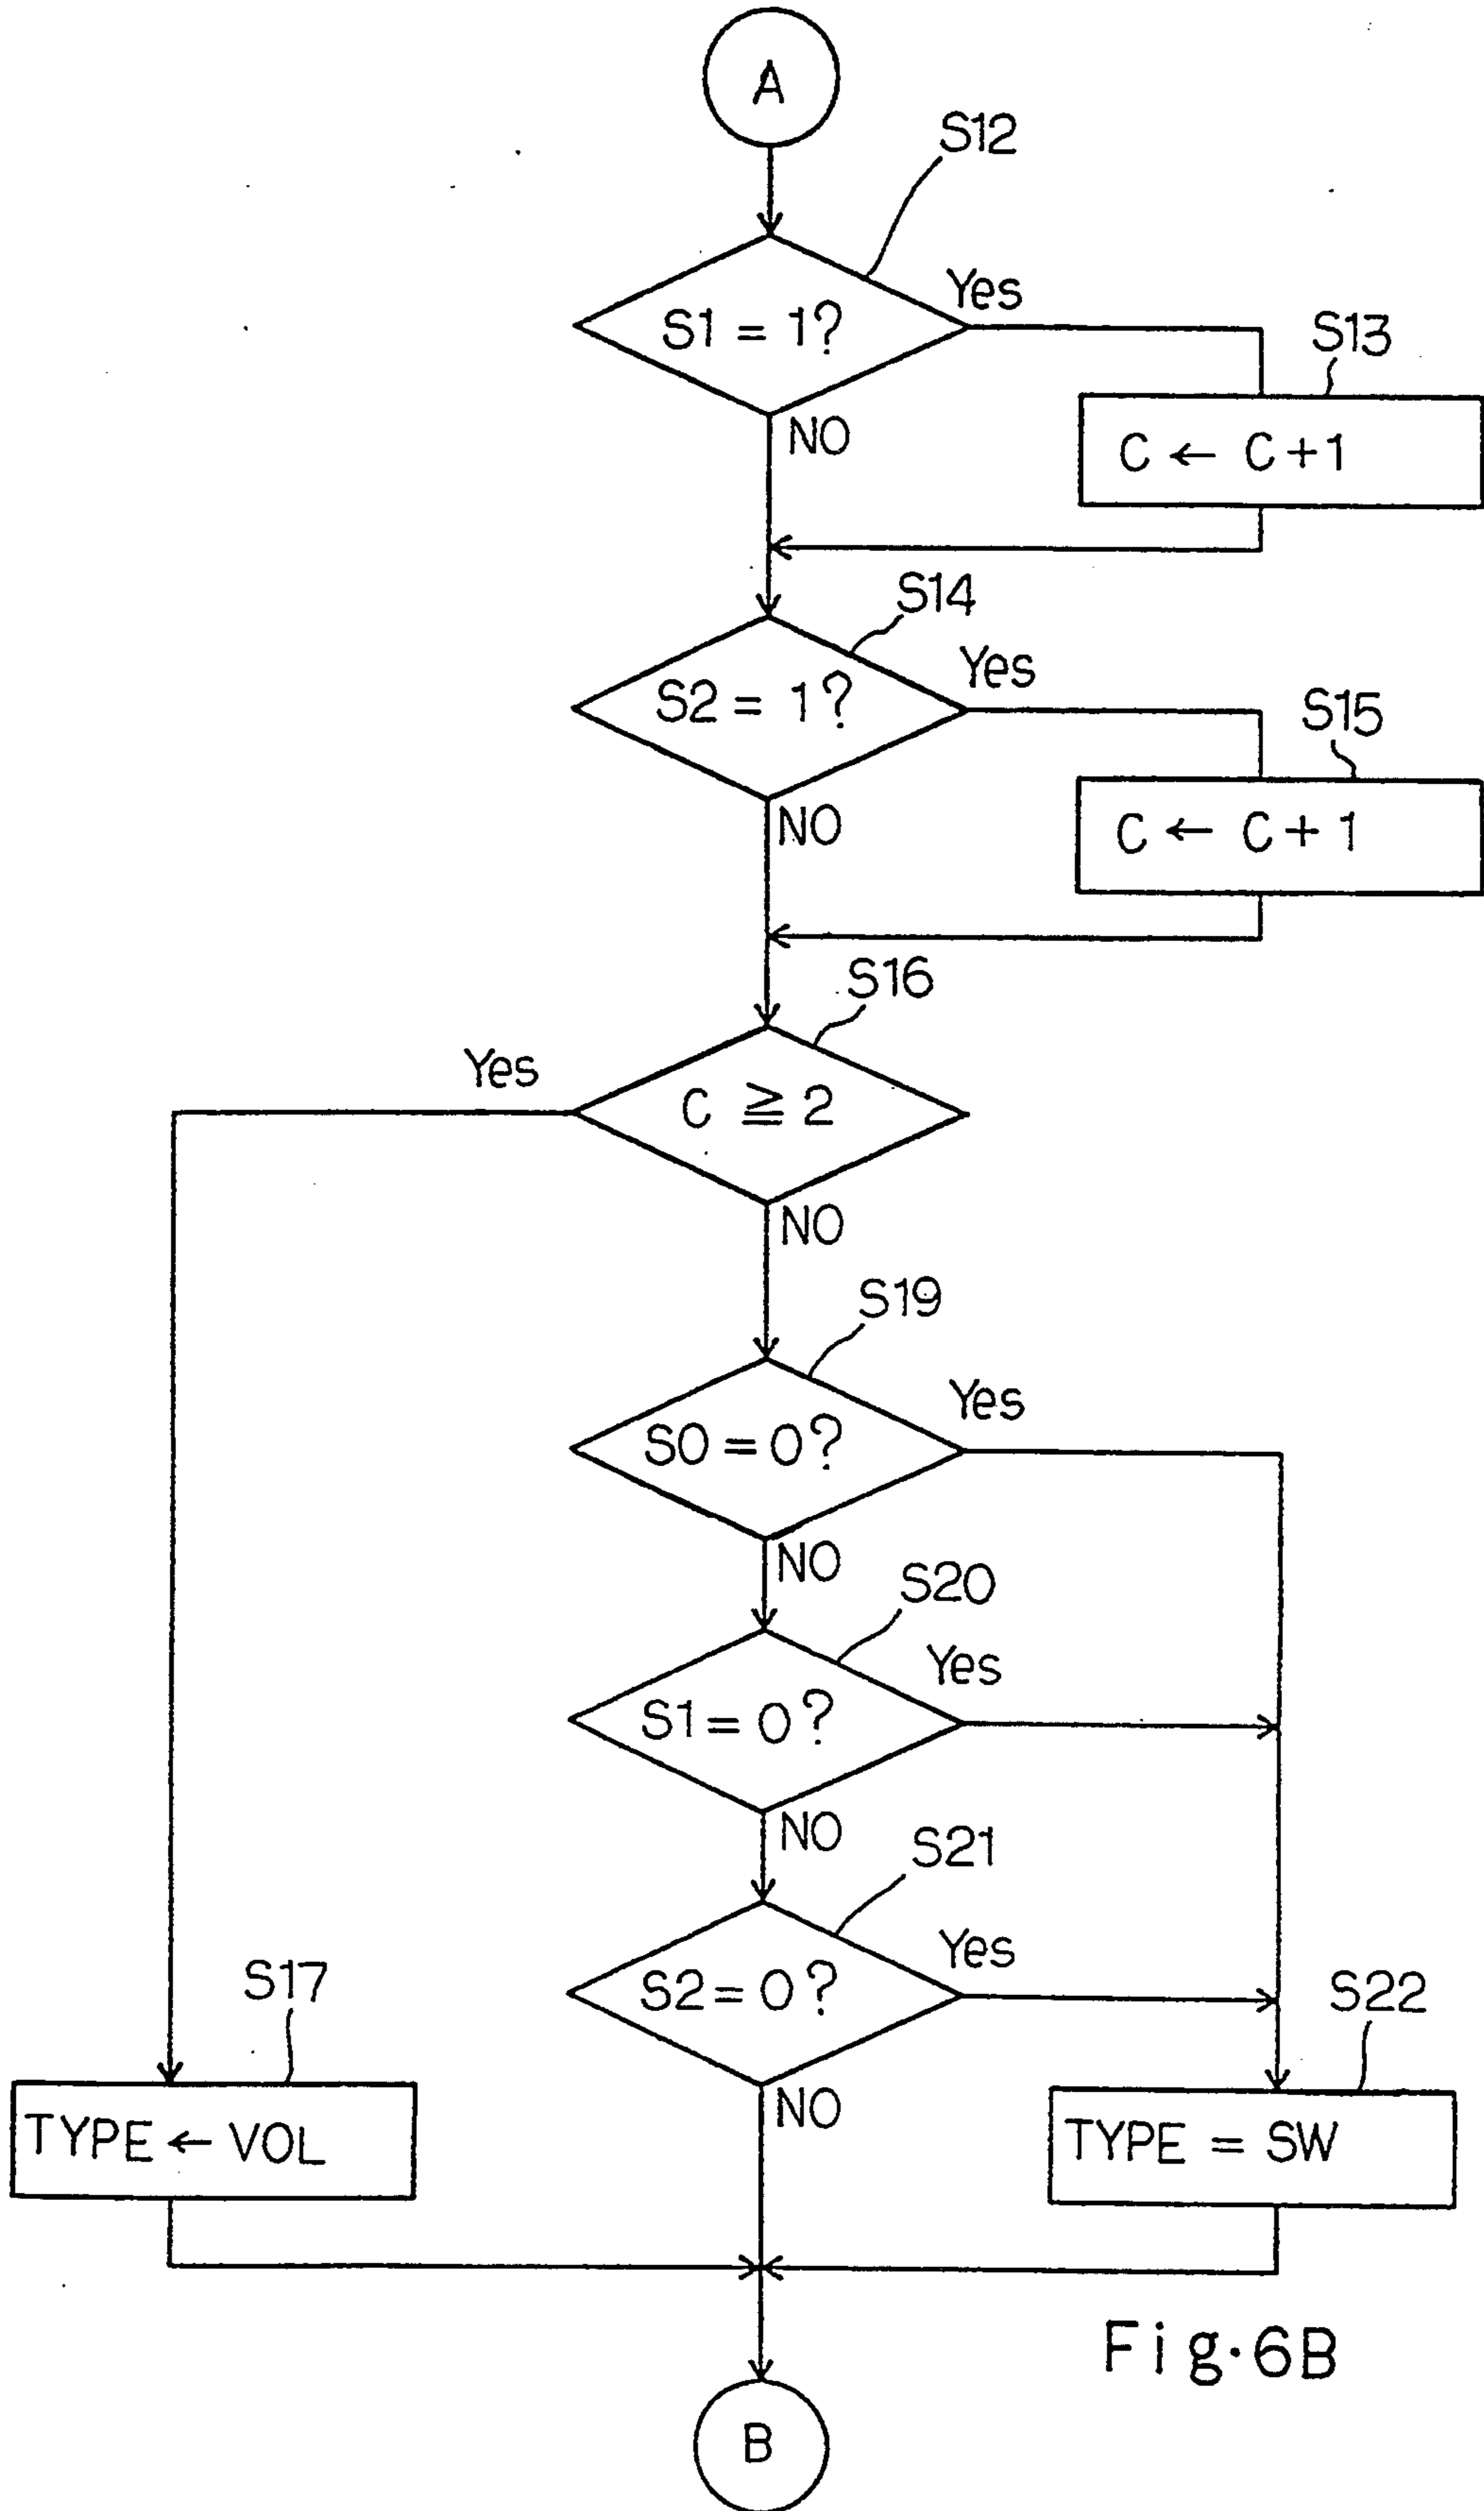 A
S12
S1 = 1?
Yes
S13
NO
C ← C + 1
S14
S2 = 1?
Yes
S15
NO
C ← C + 1
S16
Yes
C ≧ 2
NO
S19
S0 = 0?
Yes
NO
S20
S1 = 0?
Yes
NO
S21
S2 = 0?
Yes
S17
S22
NO
TYPE ← VOL
TYPE = SW
Fig. 6B
B